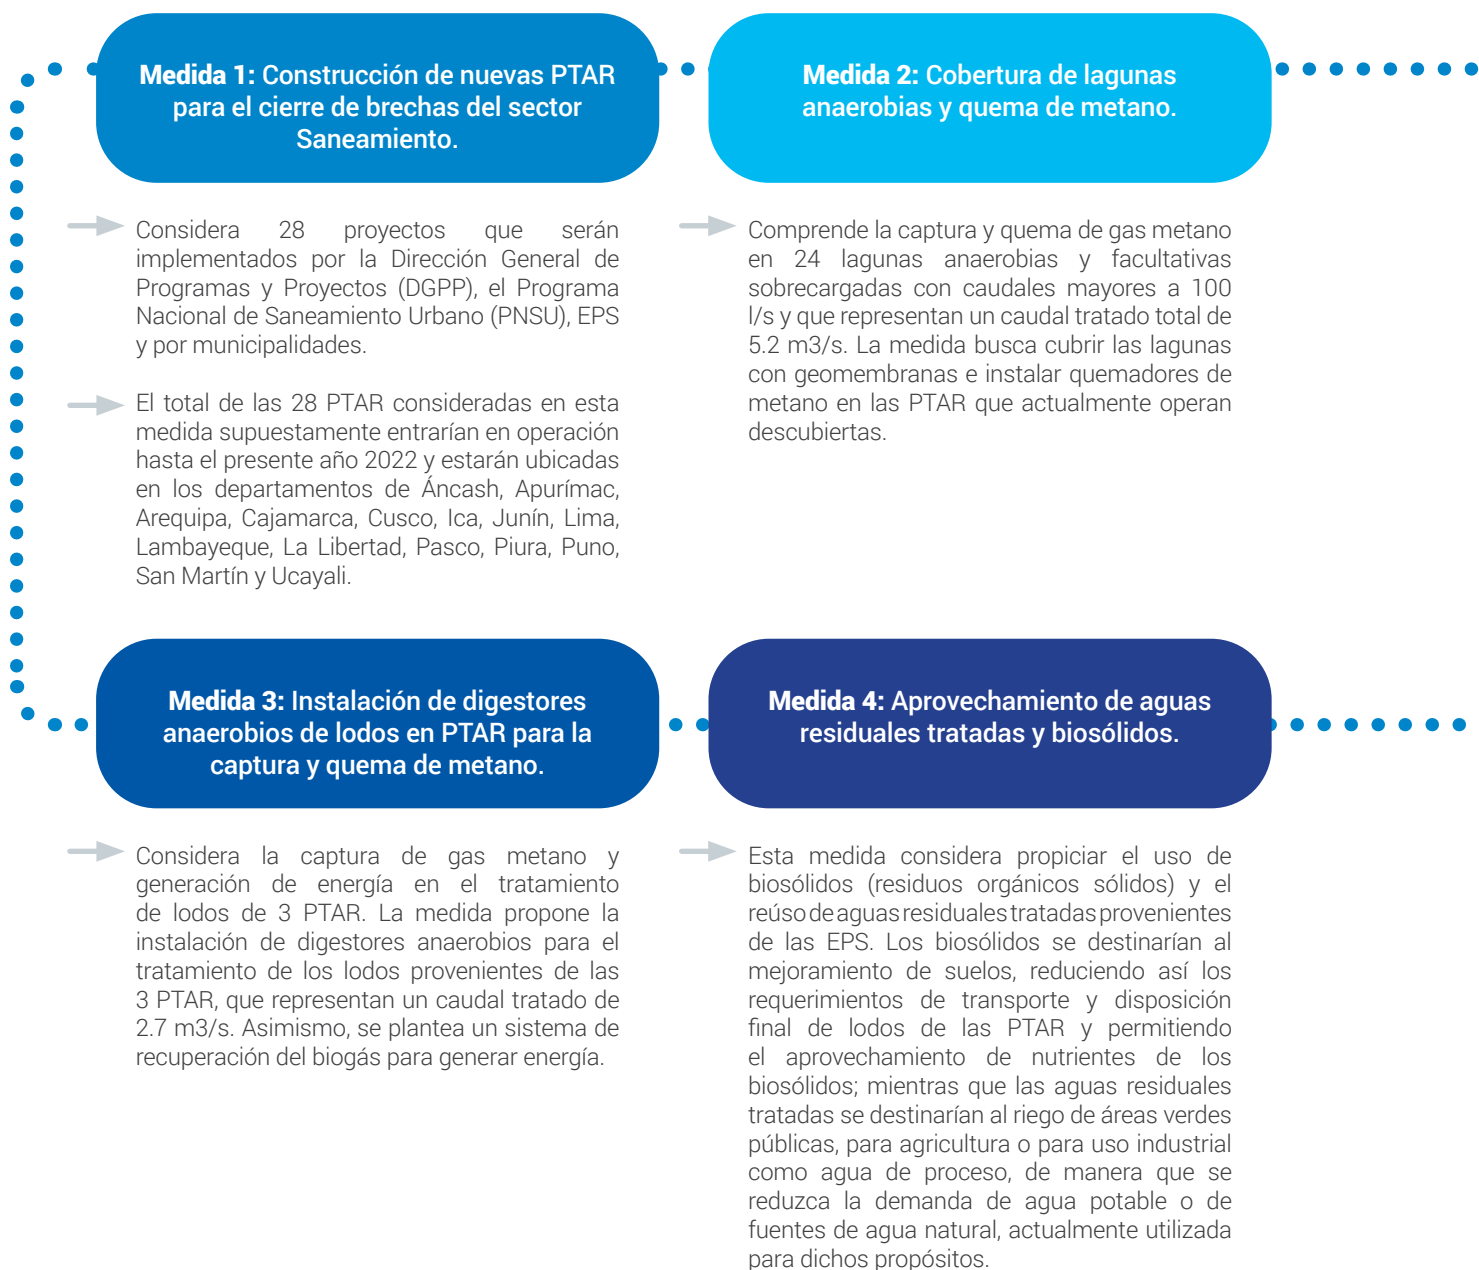 Medida 1: Construcción de nuevas PTAR
para el cierre de brechas del sector
Saneamiento.
Considera 28 proyectos que serán
implementados por la Dirección General de
Programas y Proyectos (DGPP), el Programa
Nacional de Saneamiento Urbano (PNSU), EPS
y por municipalidades.
El total de las 28 PTAR consideradas en esta
medida supuestamente entrarían en operación
hasta el presente año 2022 y estarán ubicadas
en los departamentos de Áncash, Apurímac,
Arequipa, Cajamarca, Cusco, Ica, Junín, Lima,
Lambayeque, La Libertad, Pasco, Piura, Puno,
San Martín y Ucayali.
Medida 2: Cobertura de lagunas
anaerobias y quema de metano.
Comprende la captura y quema de gas metano
en 24 lagunas anaerobias y facultativas
sobrecargadas con caudales mayores a 100
l/s y que representan un caudal tratado total de
5.2 m3/s. La medida busca cubrir las lagunas
con geomembranas e instalar quemadores de
metano en las PTAR que actualmente operan
descubiertas.
Medida 3: Instalación de digestores
anaerobios de lodos en PTAR para la
captura y quema de metano.
Considera la captura de gas metano y
generación de energía en el tratamiento
de lodos de 3 PTAR. La medida propone la
instalación de digestores anaerobios para el
tratamiento de los lodos provenientes de las
3 PTAR, que representan un caudal tratado de
2.7 m3/s. Asimismo, se plantea un sistema de
recuperación del biogás para generar energía.
Medida 4: Aprovechamiento de aguas
residuales tratadas y biosólidos.
Esta medida considera propiciar el uso de
biosólidos (residuos orgánicos sólidos) y el
reúso de aguas residuales tratadas provenientes
de las EPS. Los biosólidos se destinarían al
mejoramiento de suelos, reduciendo así los
requerimientos de transporte y disposición
final de lodos de las PTAR y permitiendo
el aprovechamiento de nutrientes de los
biosólidos; mientras que las aguas residuales
tratadas se destinarían al riego de áreas verdes
públicas, para agricultura o para uso industrial
como agua de proceso, de manera que se
reduzca la demanda de agua potable o de
fuentes de agua natural, actualmente utilizada
para dichos propósitos.